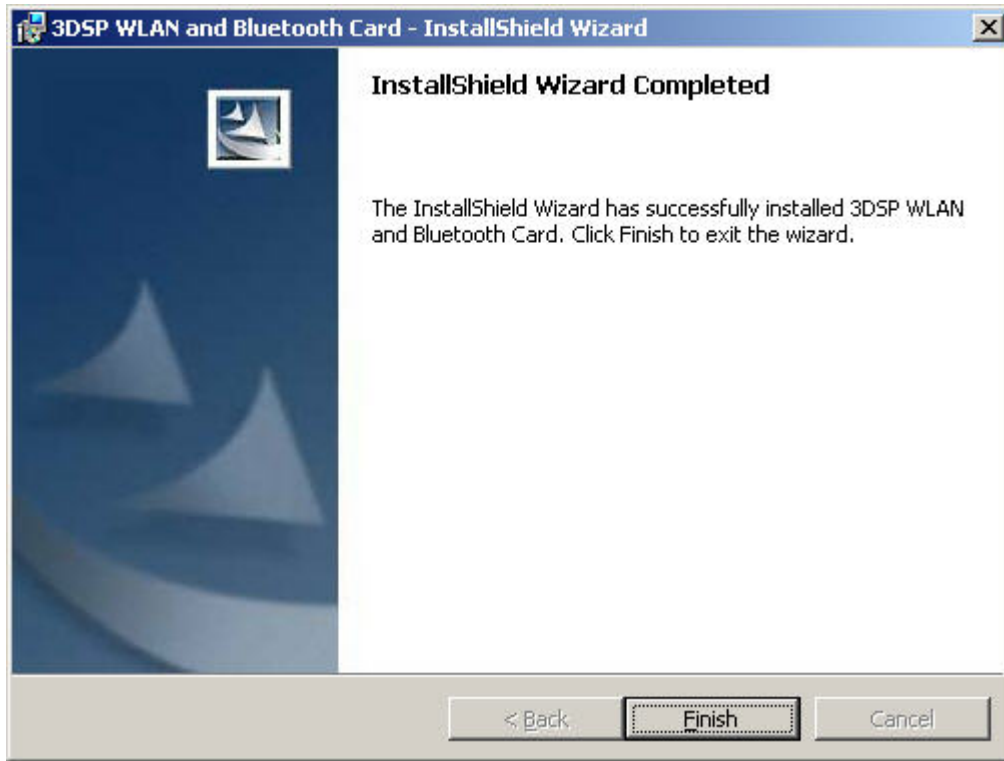 3DSP WLAN and Bluetooth Card - InstallShield Wizard
InstallShield Wizard Completed
The InstallShield Wizard has successfully installed 3DSP WLAN
and Bluetooth Card. Click Finish to exit the wizard.
< Back Finish Cancel